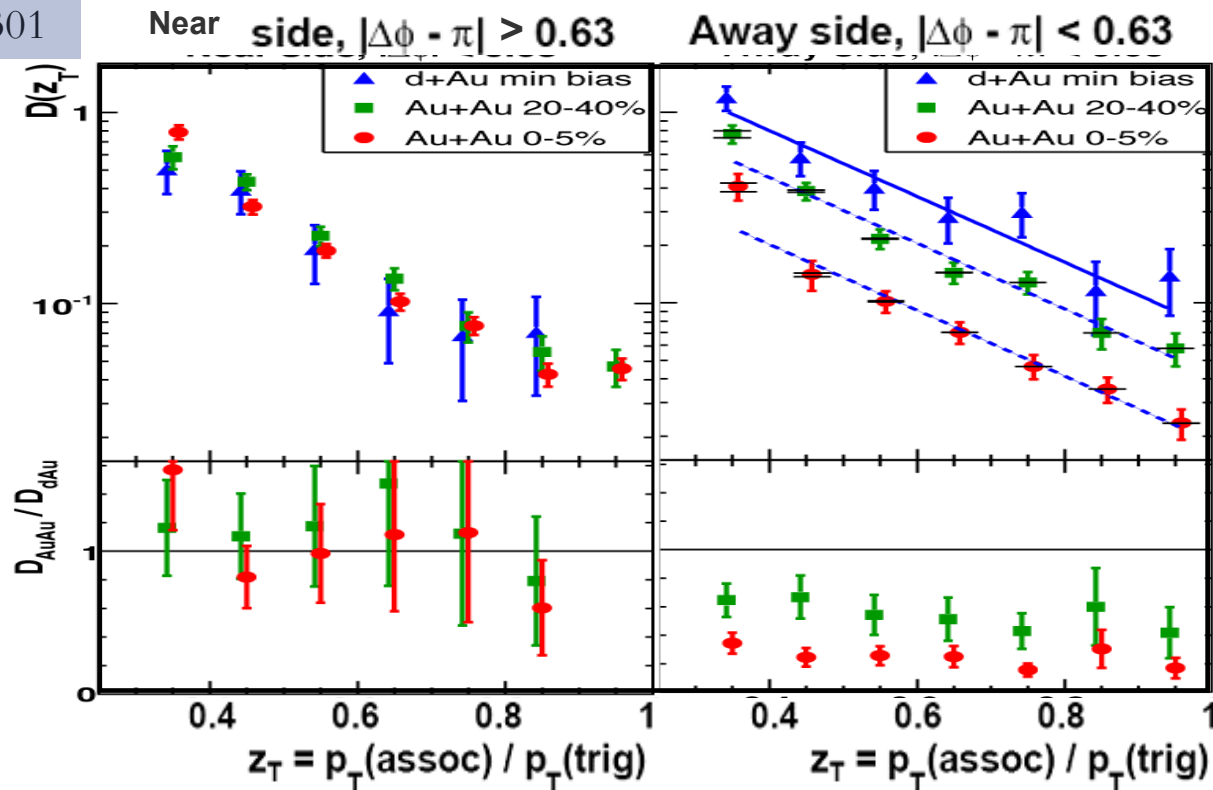 301
Near side, |Δϕ - π| > 0.63
Away side, |Δϕ - π| < 0.63
D(z_T)
1
10⁻¹
d+Au min bias
Au+Au 20-40%
Au+Au 0-5%
d+Au min bias
Au+Au 20-40%
Au+Au 0-5%
D_AuAu / D_dAu
1
0
0.4 0.6 0.8 1
0.4 0.6 0.8 1
z_T = p_T(assoc) / p_T(trig)
z_T = p_T(assoc) / p_T(trig)